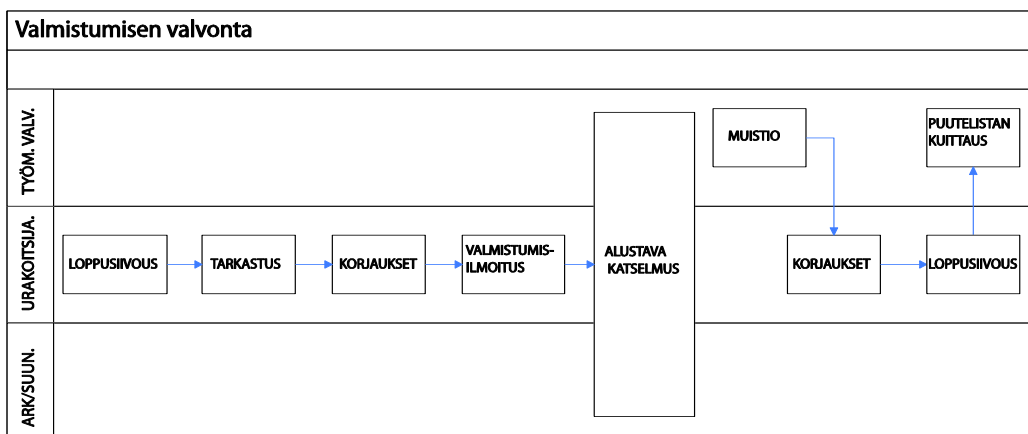 Valmistumisen valvonta
TYÖM. VALV.
MUISTIO
PUUTELISTAN
KUITTAUS
URAKOITSIJA.
LOPPUSIIVOUS
TARKASTUS
KORJAUKSET
VALMISTUMIS-
ILMOITUS
ALUSTAVA
KATSELMUS
KORJAUKSET
LOPPUSIIVOUS
ARK/SUUN.